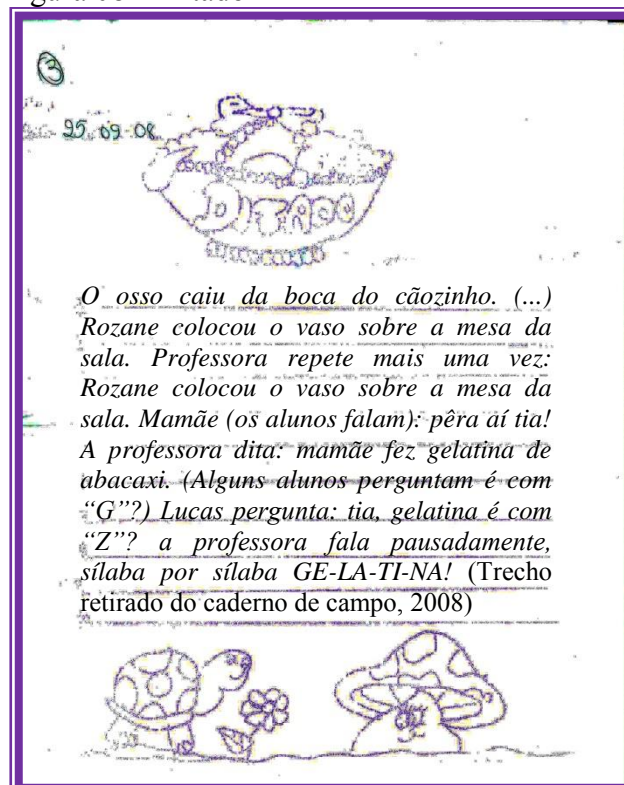 3
25 09 08
DITADO
O osso caiu da boca do cãozinho. (...)
Rozane colocou o vaso sobre a mesa da
sala. Professora repete mais uma vez:
Rozane colocou o vaso sobre a mesa da
sala. Mamãe (os alunos falam): pêra aí tia!
A professora dita: mamãe fez gelatina de
abacaxi. (Alguns alunos perguntam é com
“G”?) Lucas pergunta: tia, gelatina é com
“Z”? a professora fala pausadamente,
sílaba por sílaba GE-LA-TI-NA! (Trecho
retirado do caderno de campo, 2008)